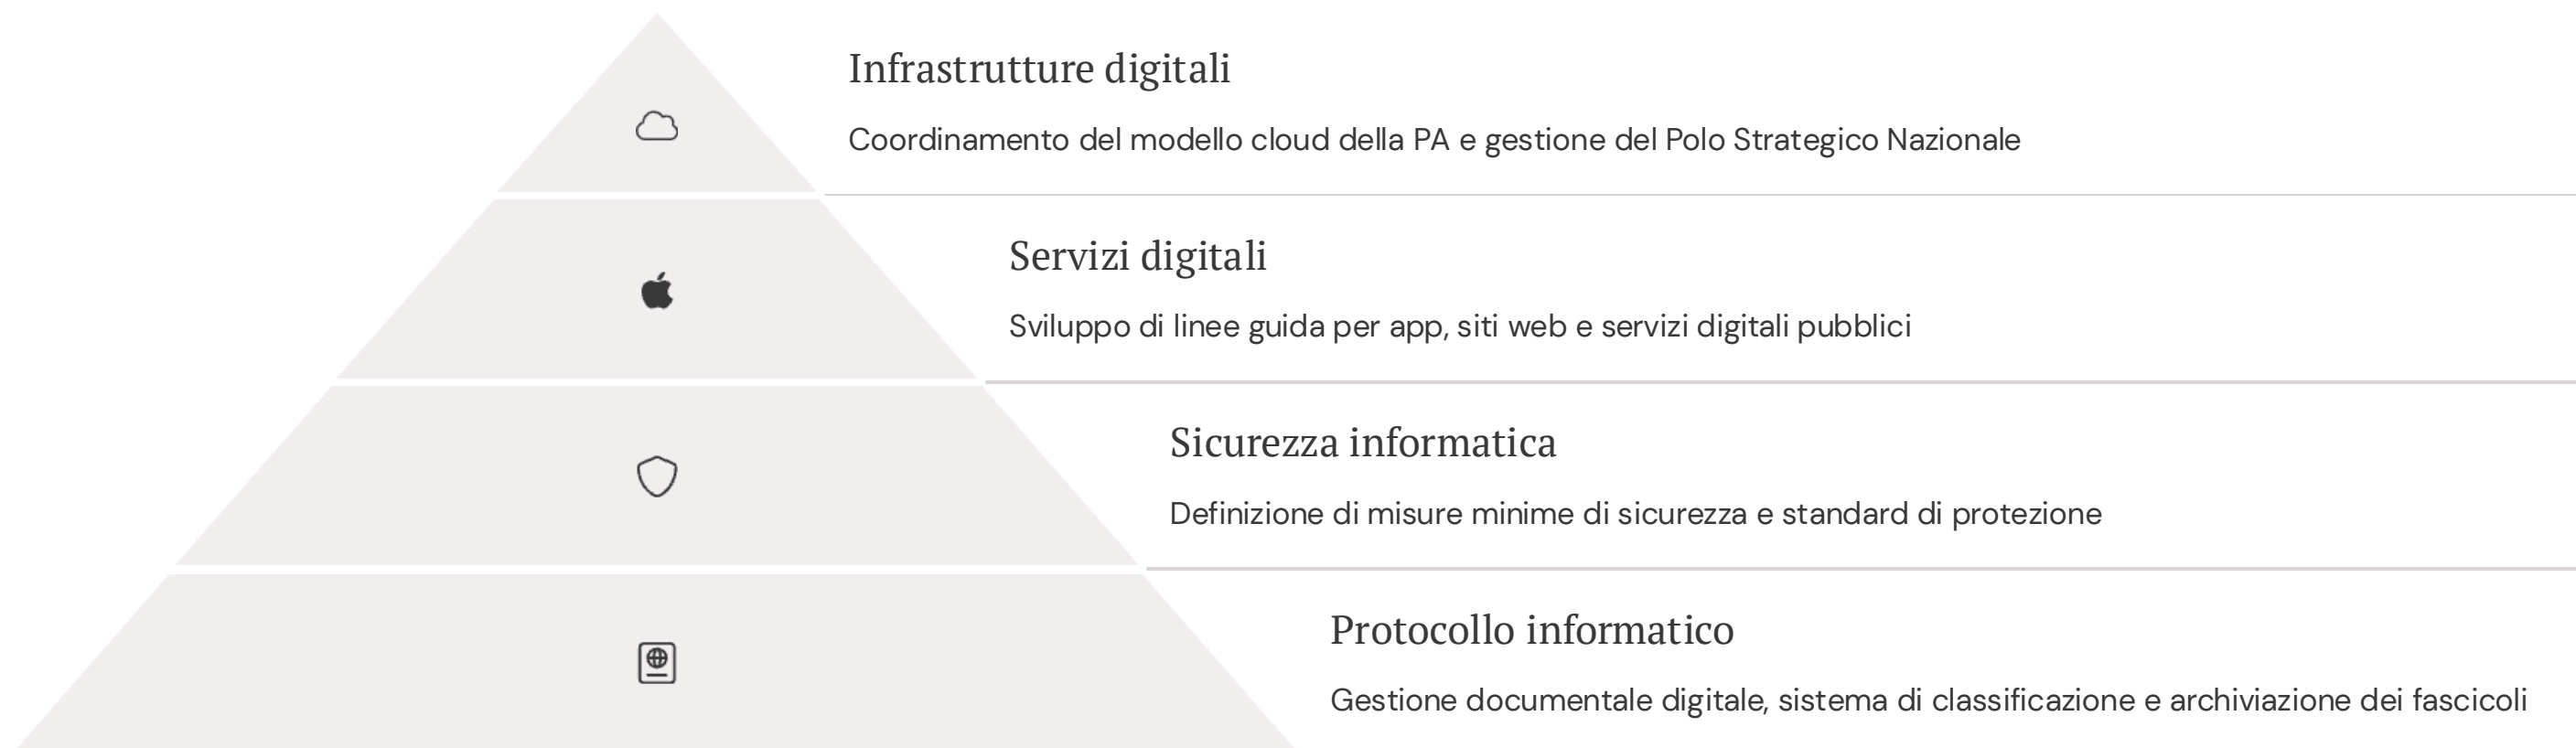 Infrastrutture digitali
Coordinamento del modello cloud della PA e gestione del Polo Strategico Nazionale
Servizi digitali
Sviluppo di linee guida per app, siti web e servizi digitali pubblici
Sicurezza informatica
Definizione di misure minime di sicurezza e standard di protezione
Protocollo informatico
Gestione documentale digitale, sistema di classificazione e archiviazione dei fascicoli